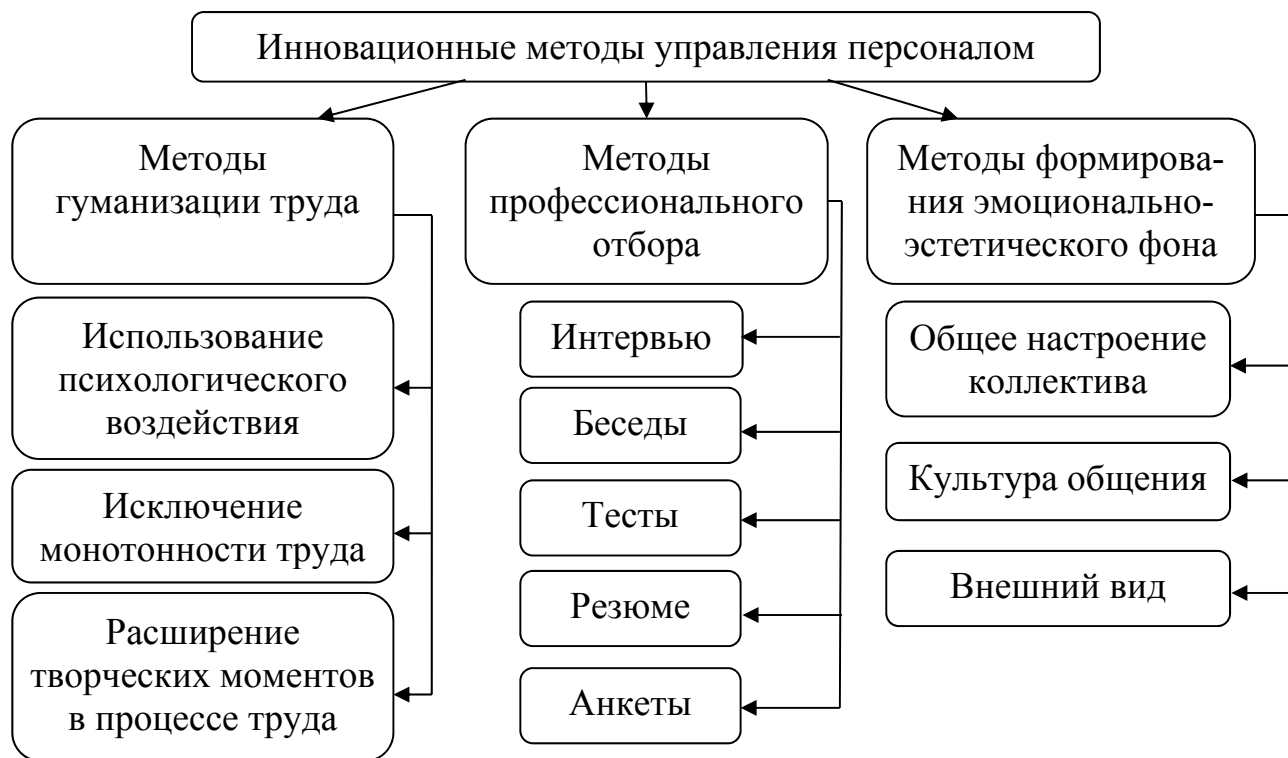 Инновационные методы управления персоналом
Методы
гуманизации труда
Использование
психологического
воздействия
Исключение
монотонности труда
Расширение
творческих моментов
в процессе труда
Методы
профессионального
отбора
Интервью
Беседы
Тесты
Резюме
Анкеты
Методы формирова-
ния эмоционально-
эстетического фона
Общее настроение
коллектива
Культура общения
Внешний вид